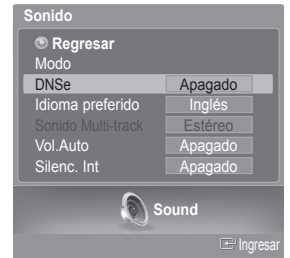 Sonido
Regresar
Modo
DNSe Apagado
Idioma preferido Inglés
Sonido Multi-track Estéreo
Vol.Auto Apagado
Silenc. Int Apagado
Sound
Ingresar